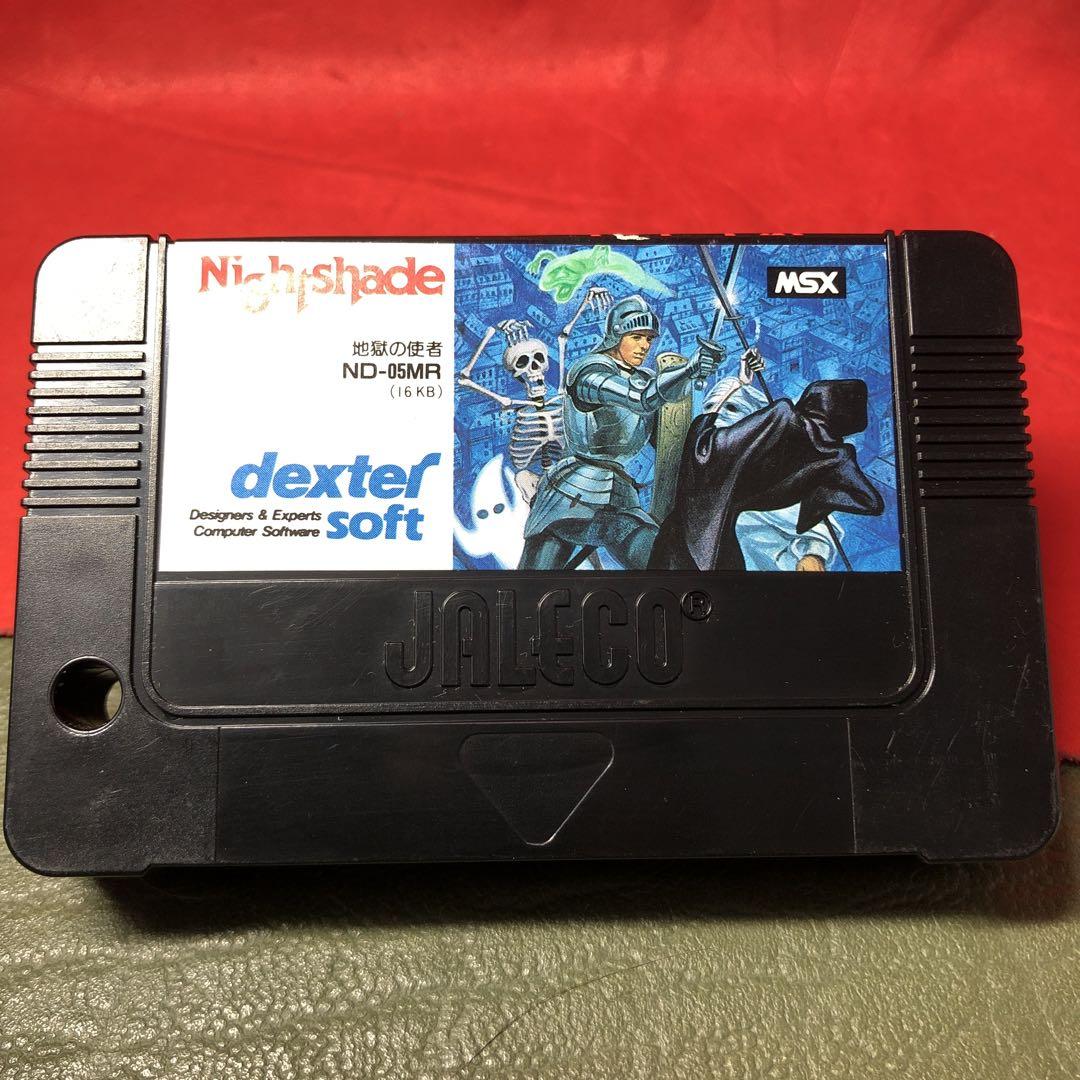 Nightshade
地獄の使者
ND-05MR
(16 KB)
dexter
soft
Designers & Experts
Computer Software
MSX
JALECO®